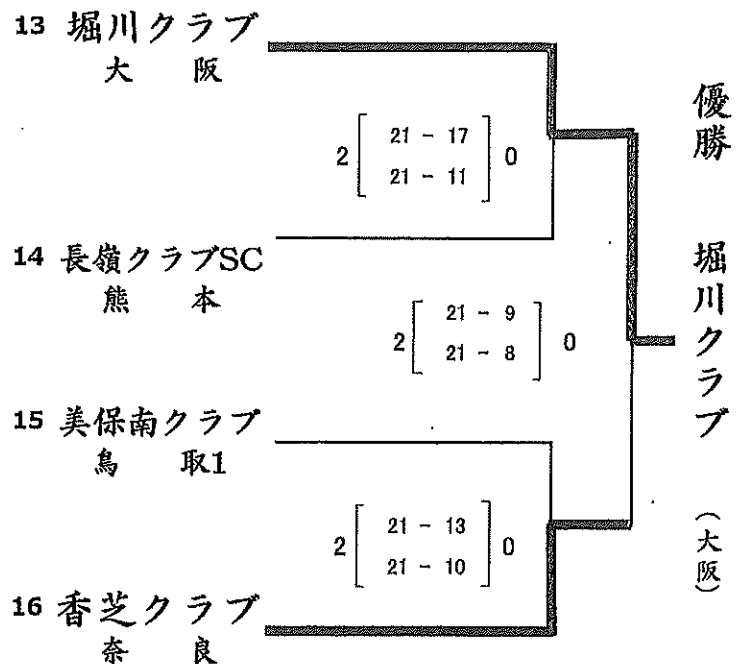 13 堀川クラブ
大 阪
2 [ 21 - 17 ] 0
21 - 11
14 長嶺クラブSC
熊 本
2 [ 21 - 9 ] 0
21 - 8
15 美保南クラブ
鳥 取1
2 [ 21 - 13 ] 0
21 - 10
16 香芝クラブ
奈 良
優勝 堀川クラブ (大阪)